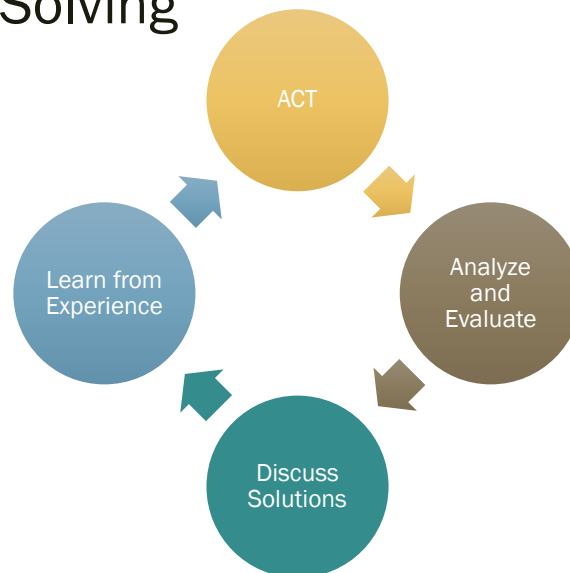 Solving
ACT
Analyze
and
Evaluate
Discuss
Solutions
Learn from
Experience